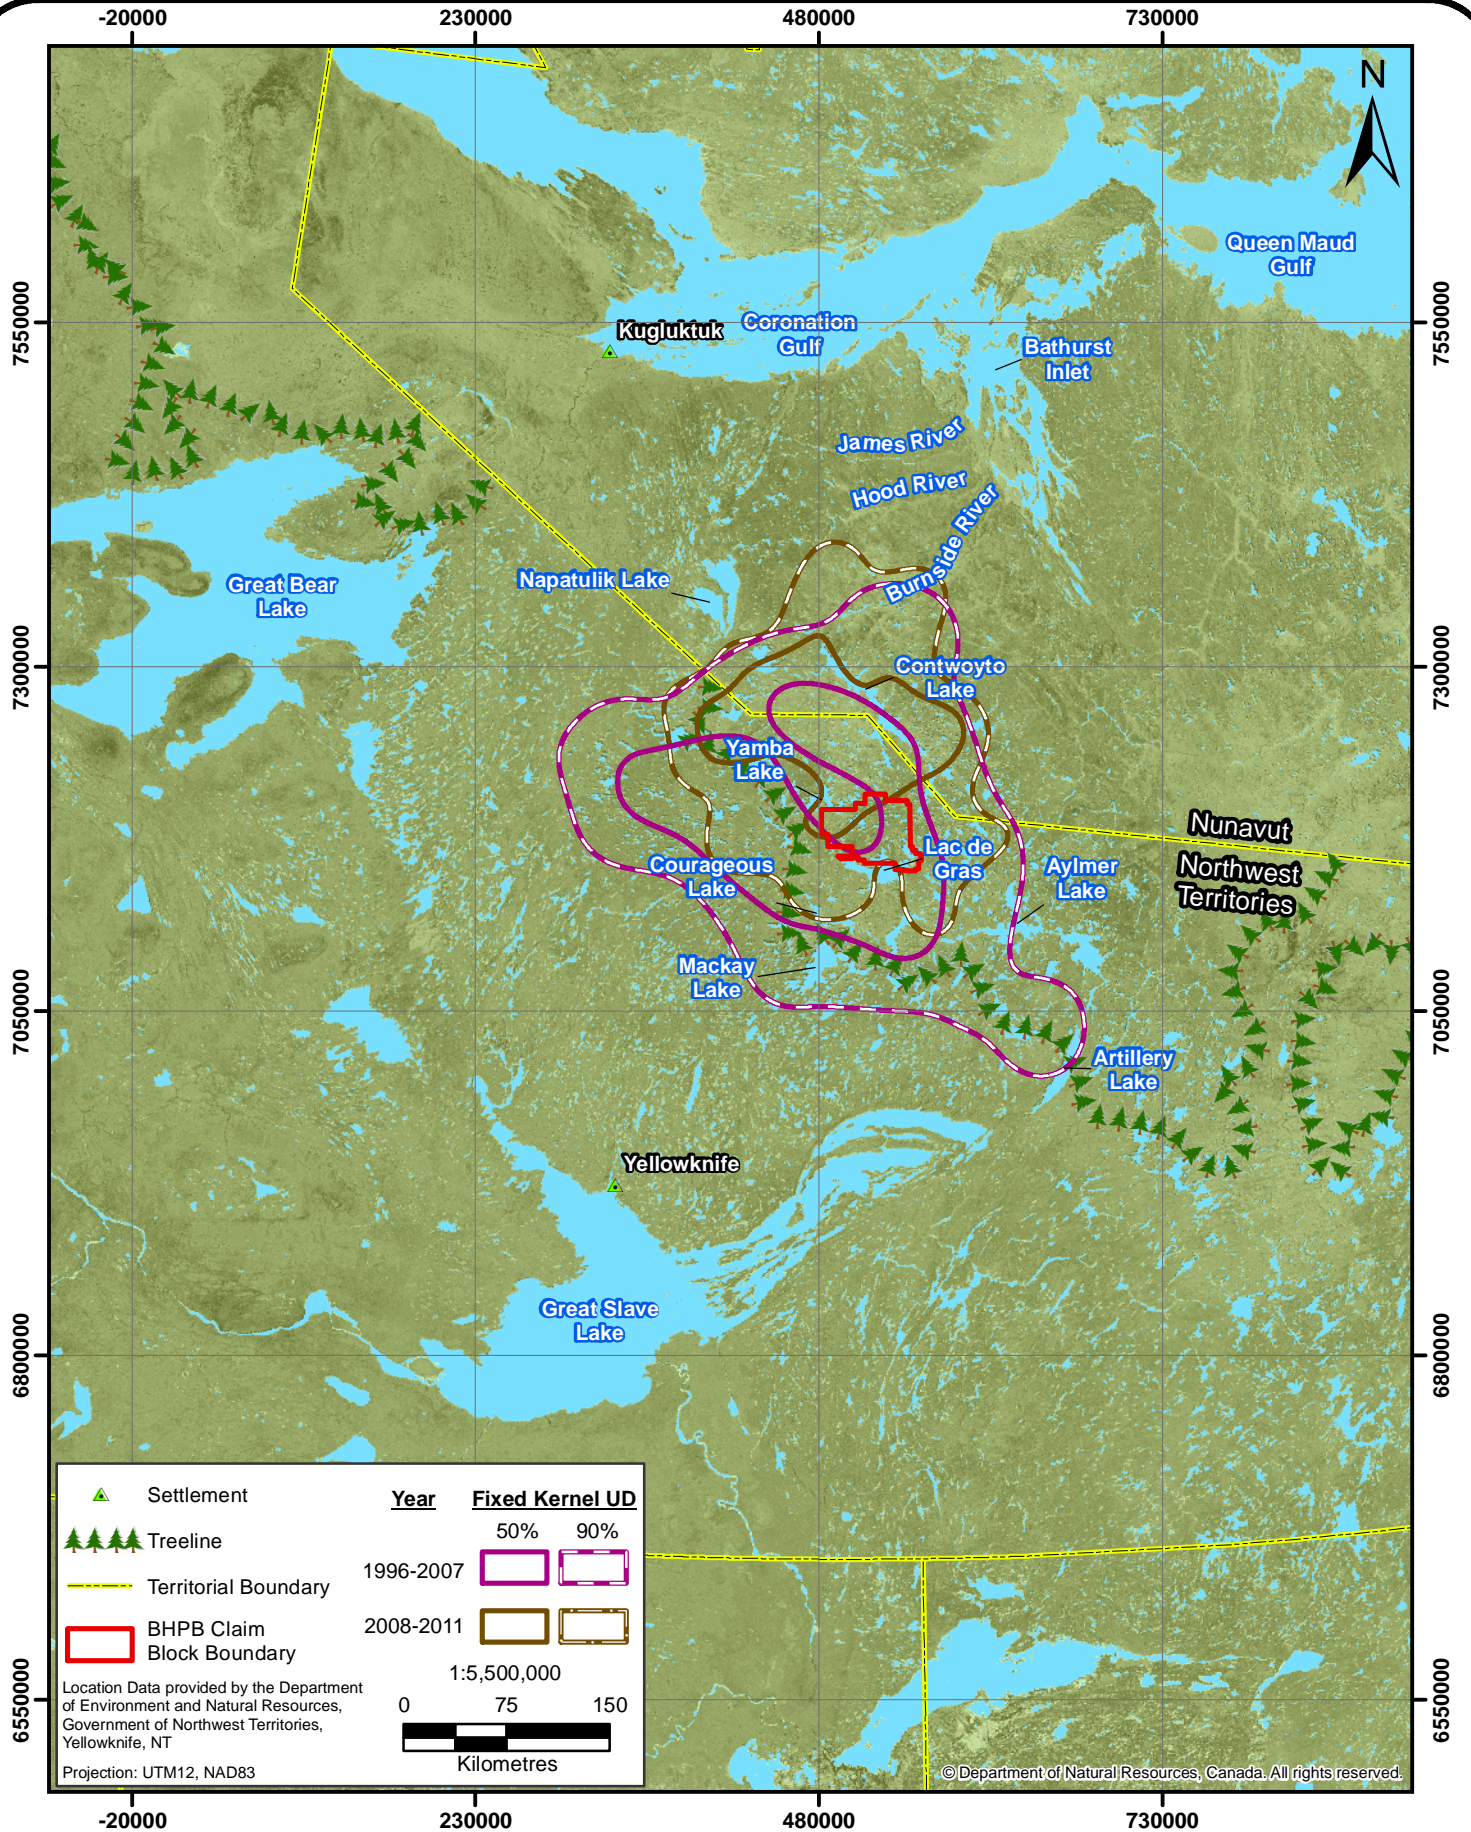 -20000 230000 480000 730000
N
Queen Maud
Gulf
7550000
7550000
Kugluktuk
Coronation
Gulf
Bathurst
Inlet
James River
Hood River
Burnside River
Napatulik Lake
Great Bear
Lake
7300000
7300000
Contwoyto
Lake
Yamba
Lake
Nunavut
Northwest
Territories
Lac de
Gras
Aylmer
Lake
Courageous
Lake
Mackay
Lake
7050000
7050000
Artillery
Lake
Yellowknife
Great Slave
Lake
6800000
6800000
Settlement
Treeline
Territorial Boundary
BHPB Claim
Block Boundary
Year Fixed Kernel UD
50% 90%
1996-2007
2008-2011
1:5,500,000
0 75 150
Kilometres
Location Data provided by the Department
of Environment and Natural Resources,
Government of Northwest Territories,
Yellowknife, NT
Projection: UTM12, NAD83
6550000
6550000
© Department of Natural Resources, Canada. All rights reserved.
-20000 230000 480000 730000